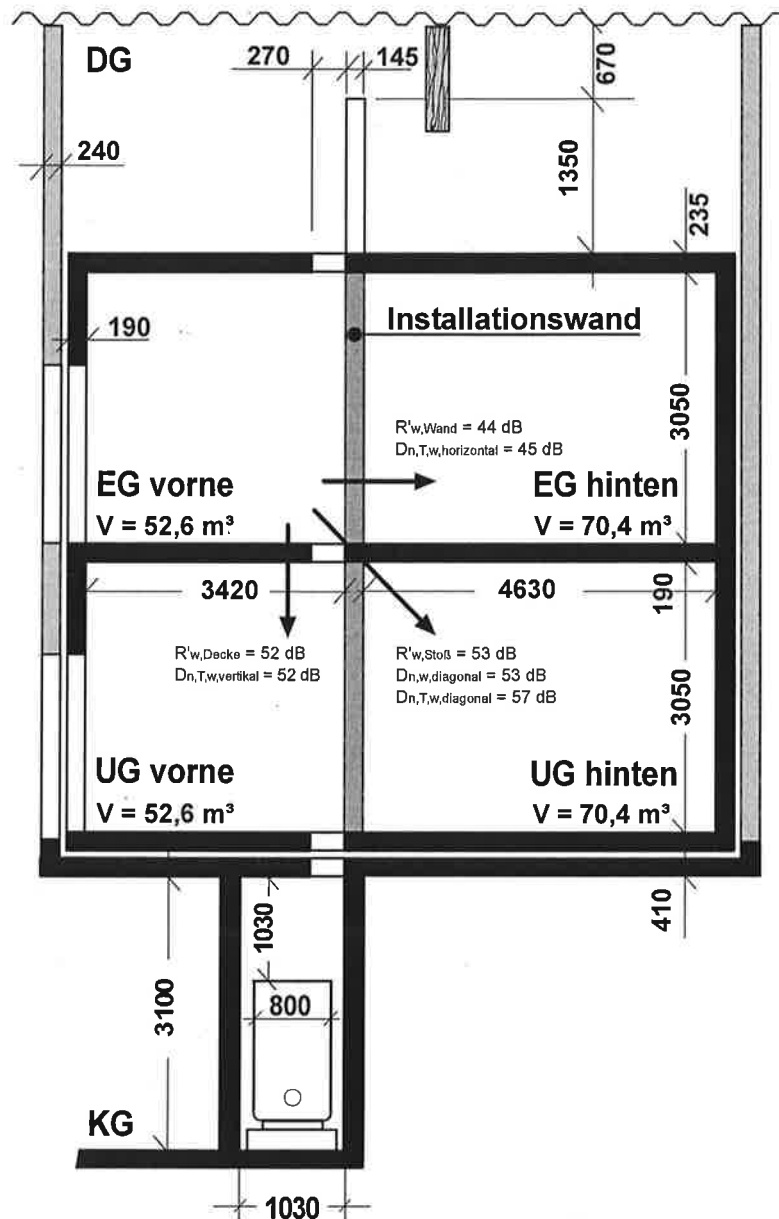 DG
270
145
670
240
1350
235
190
Installationswand
R'w,Wand = 44 dB
Dn,T,w,horizontal = 45 dB
3050
EG vorne
V = 52,6 m³
EG hinten
V = 70,4 m³
3420
4630
190
R'w,Decke = 52 dB
Dn,T,w,vertikal = 52 dB
R'w,Stoß = 53 dB
Dn,w,diagonal = 53 dB
Dn,T,w,diagonal = 57 dB
3050
UG vorne
V = 52,6 m³
UG hinten
V = 70,4 m³
410
1030
3100
800
KG
1030